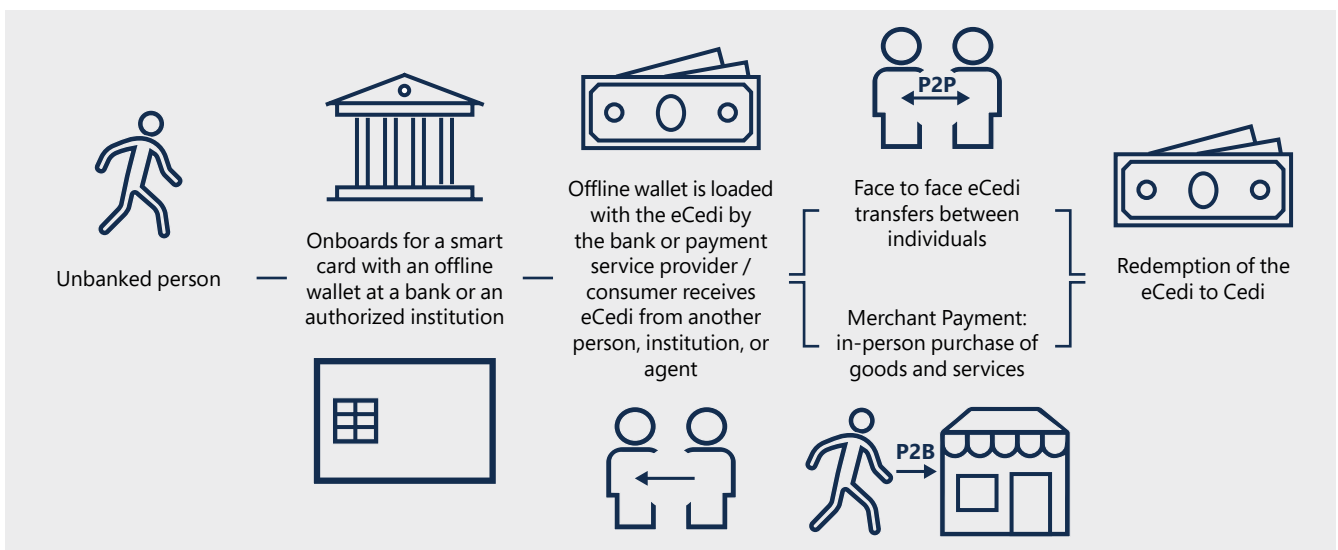 Unbanked person
Onboards for a smart
card with an offline
wallet at a bank or an
authorized institution
Offline wallet is loaded
with the eCedi by
the bank or payment
service provider /
consumer receives
eCedi from another
person, institution, or
agent
P2P
Face to face eCedi
transfers between
individuals
Merchant Payment:
in-person purchase of
goods and services
P2B
Redemption of the
eCedi to Cedi